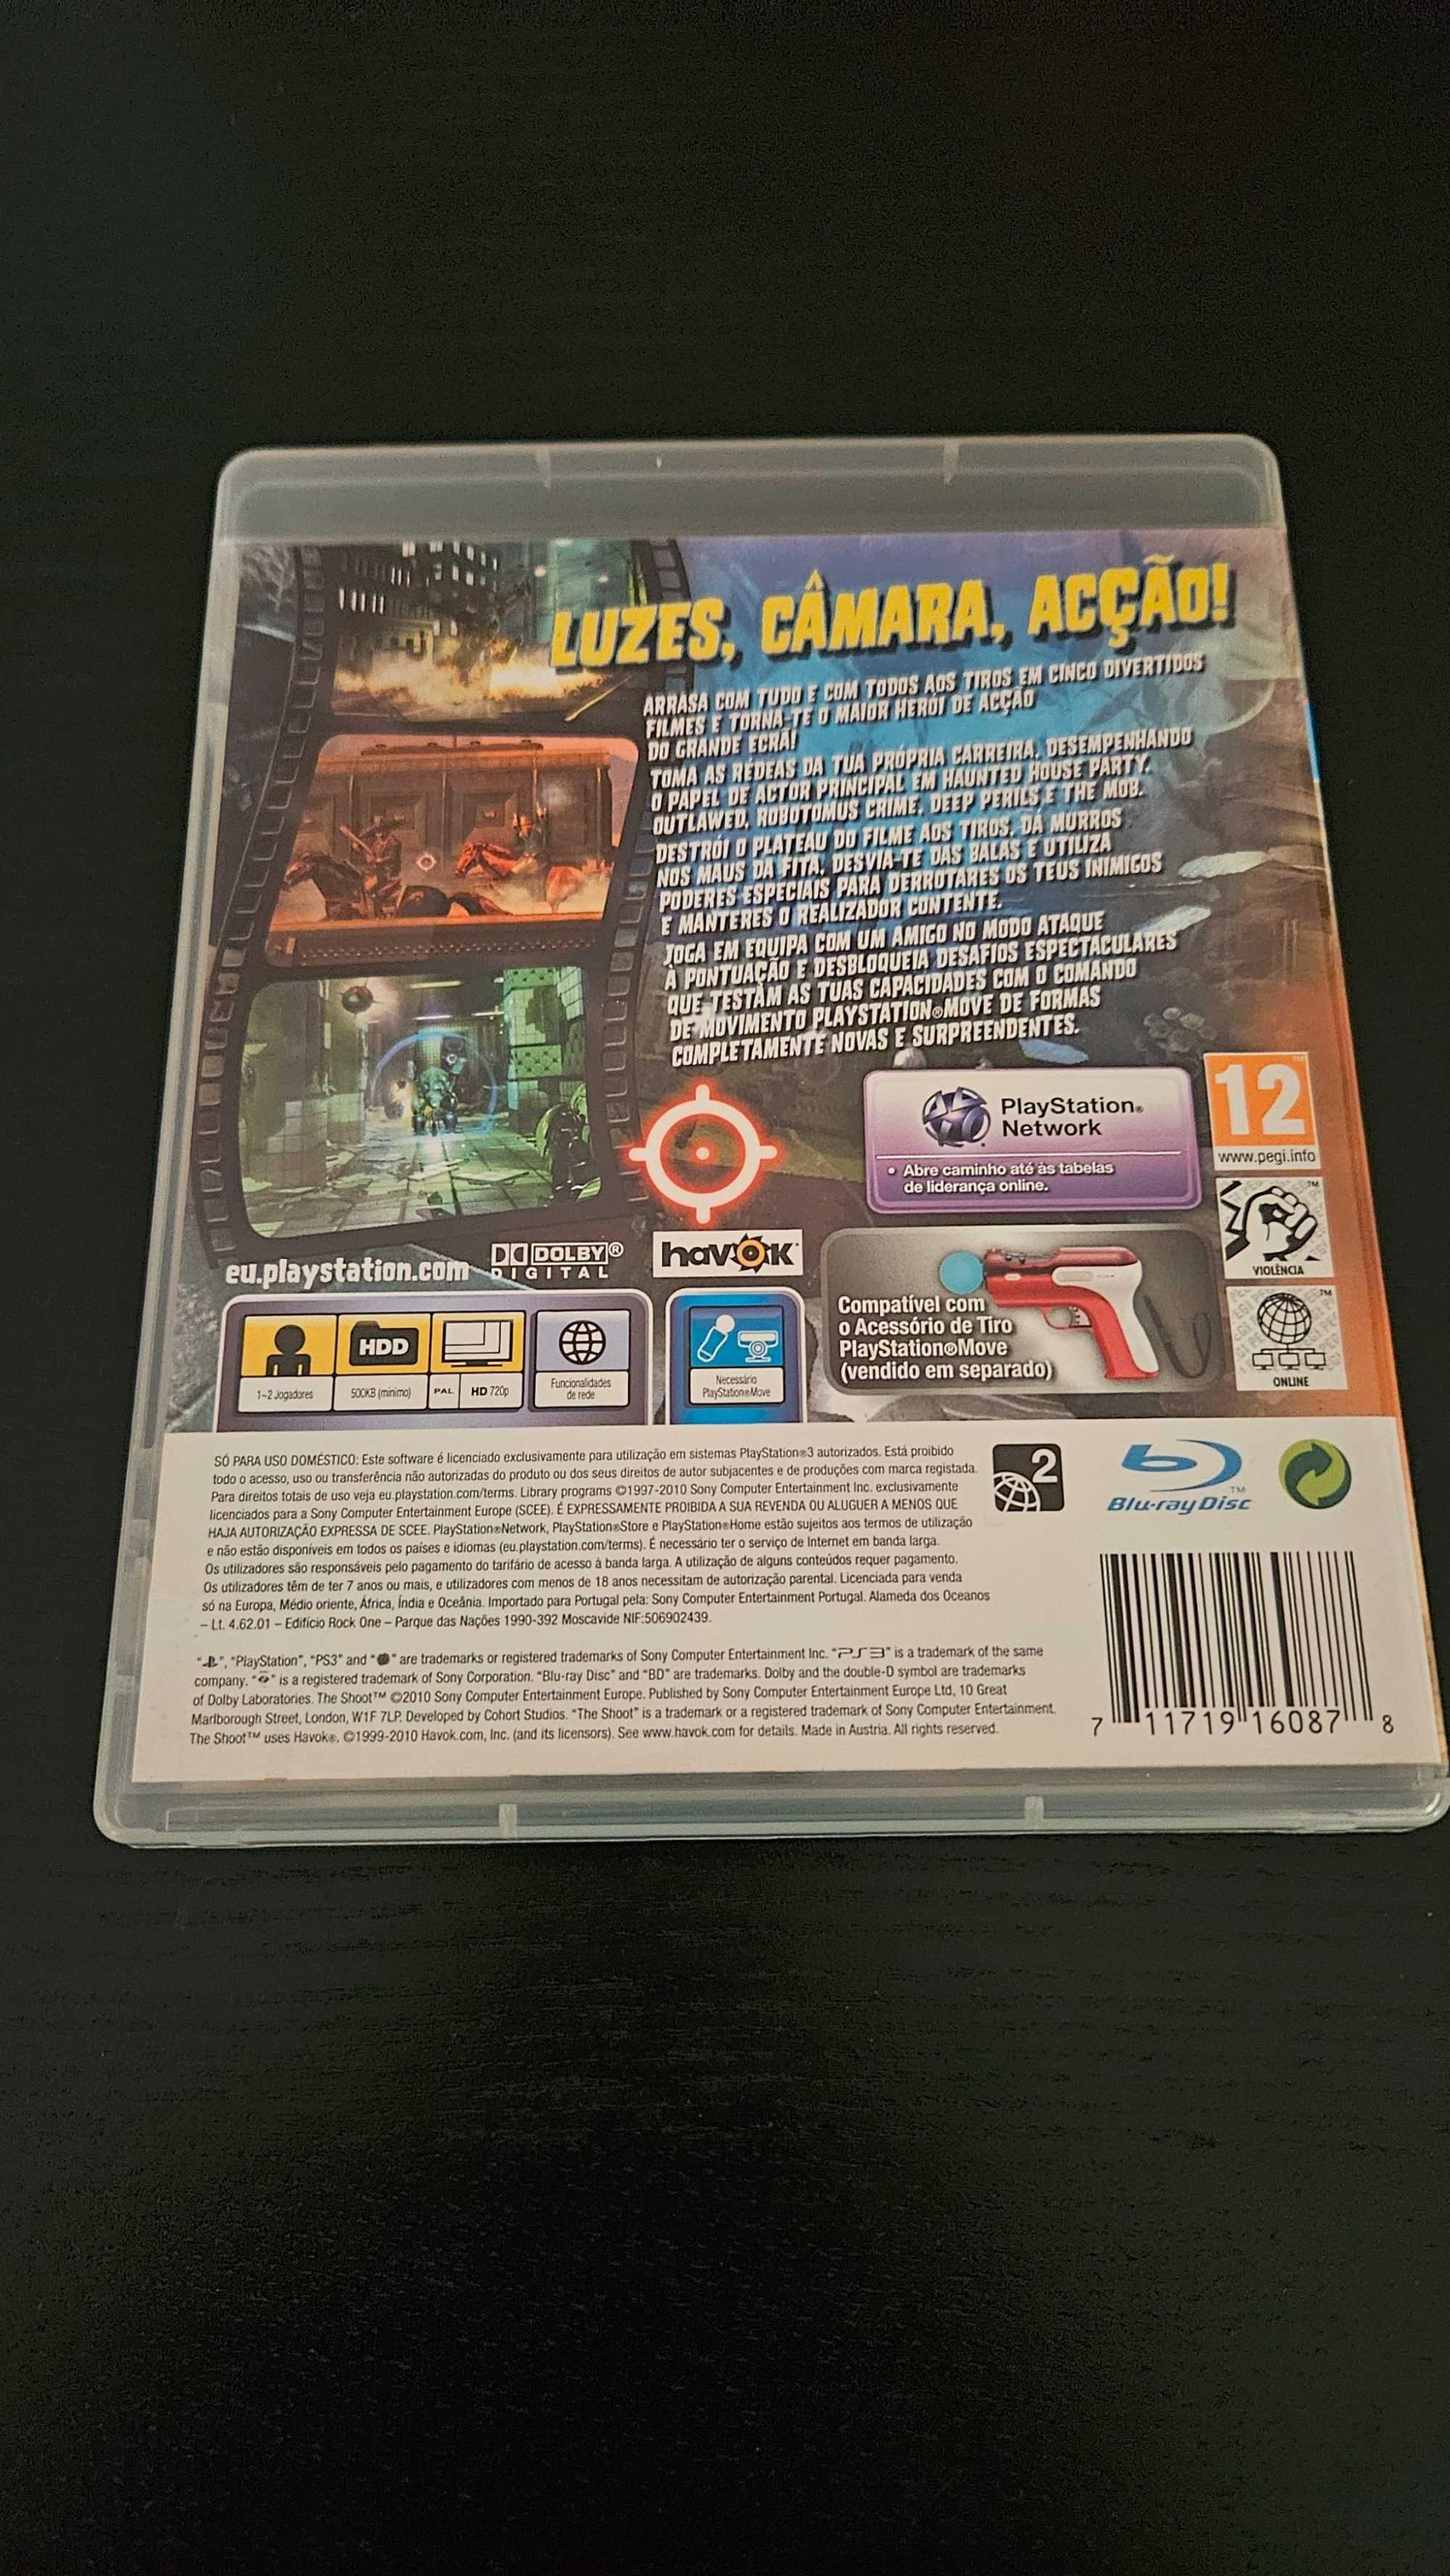 LUZES, CÂMARA, ACÇÃO!
ARRASA COM TUDO E COM TODOS AOS TIROS EM CINCO DIVERTIDOS
FILMES E TORNA-TE O MAIOR HERÓI DE ACÇÃO
DO GRANDE ECRÃ!
TOMA AS RÉDEAS DA TUA PRÓPRIA CARREIRA, DESEMPENHANDO
O PAPEL DE ACTOR PRINCIPAL EM HAUNTED HOUSE PARTY,
OUTLAWED, ROBOTOMUS CRIME, DEEP PERILS E THE MOB.
DESTRÓI O PLATEAU DO FILME AOS TIROS, DÁ MURROS
NOS MAUS DA FITA, DESVIA-TE DAS BALAS E UTILIZA
PODERES ESPECIAIS PARA DERROTARES OS TEUS INIMIGOS
E MANTERES O REALIZADOR CONTENTE.
JOGA EM EQUIPA COM UM AMIGO NO MODO ATAQUE
À PONTUAÇÃO E DESBLOQUEIA DESAFIOS ESPECTACULARES
QUE TESTAM AS TUAS CAPACIDADES COM O COMANDO
DE MOVIMENTO PLAYSTATION®MOVE DE FORMAS
COMPLETAMENTE NOVAS E SURPREENDENTES.
PlayStation®
Network
• Abre caminho até às tabelas
de liderança online.
12
www.pegi.info
VIOLÊNCIA
ONLINE
eu.playstation.com
DOLBY®
DIGITAL
havok
Compatível com
o Acessório de Tiro
PlayStation®Move
(vendido em separado)
1-2 Jogadores
HDD
500KB (mínimo)
PAL
HD 720p
Funcionalidades
de rede
Necessário
PlayStation®Move
SÓ PARA USO DOMÉSTICO: Este software é licenciado exclusivamente para utilização em sistemas PlayStation®3 autorizados. Está proibido
todo o acesso, uso ou transferência não autorizadas do produto ou dos seus direitos de autor subjacentes e de produções com marca registada.
Para direitos totais de uso veja eu.playstation.com/terms. Library programs ©1997-2010 Sony Computer Entertainment Inc. exclusivamente
licenciados para a Sony Computer Entertainment Europe (SCEE). É EXPRESSAMENTE PROIBIDA A SUA REVENDA OU ALUGUER A MENOS QUE
HAJA AUTORIZAÇÃO EXPRESSA DE SCEE. PlayStation®Network, PlayStation®Store e PlayStation®Home estão sujeitos aos termos de utilização
e não estão disponíveis em todos os países e idiomas (eu.playstation.com/terms). É necessário ter o serviço de Internet em banda larga.
Os utilizadores são responsáveis pelo pagamento do tarifário de acesso à banda larga. A utilização de alguns conteúdos requer pagamento.
Os utilizadores têm de ter 7 anos ou mais, e utilizadores com menos de 18 anos necessitam de autorização parental. Licenciada para venda
só na Europa, Médio oriente, África, Índia e Oceânia. Importado para Portugal pela: Sony Computer Entertainment Portugal. Alameda dos Oceanos
– Lt. 4.62.01 – Edifício Rock One – Parque das Nações 1990-392 Moscavide NIF:506902439.
2
Blu-ray Disc™
"", "PlayStation", "PS3" and "" are trademarks or registered trademarks of Sony Computer Entertainment Inc. "PS3" is a trademark of the same
company. "" is a registered trademark of Sony Corporation. "Blu-ray Disc" and "BD" are trademarks. Dolby and the double-D symbol are trademarks
of Dolby Laboratories. The Shoot™ ©2010 Sony Computer Entertainment Europe. Published by Sony Computer Entertainment Europe Ltd, 10 Great
Marlborough Street, London, W1F 7LP. Developed by Cohort Studios. "The Shoot" is a trademark or a registered trademark of Sony Computer Entertainment.
The Shoot™ uses Havok®. ©1999-2010 Havok.com, Inc. (and its licensors). See www.havok.com for details. Made in Austria. All rights reserved.
7 11719 16087 8